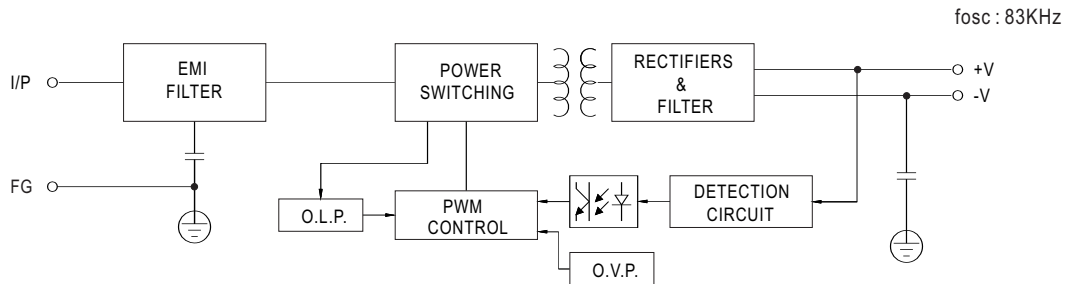 fosc : 83KHz
I/P
EMI
FILTER
POWER
SWITCHING
RECTIFIERS
&
FILTER
+V
-V
FG
O.L.P.
PWM
CONTROL
DETECTION
CIRCUIT
O.V.P.